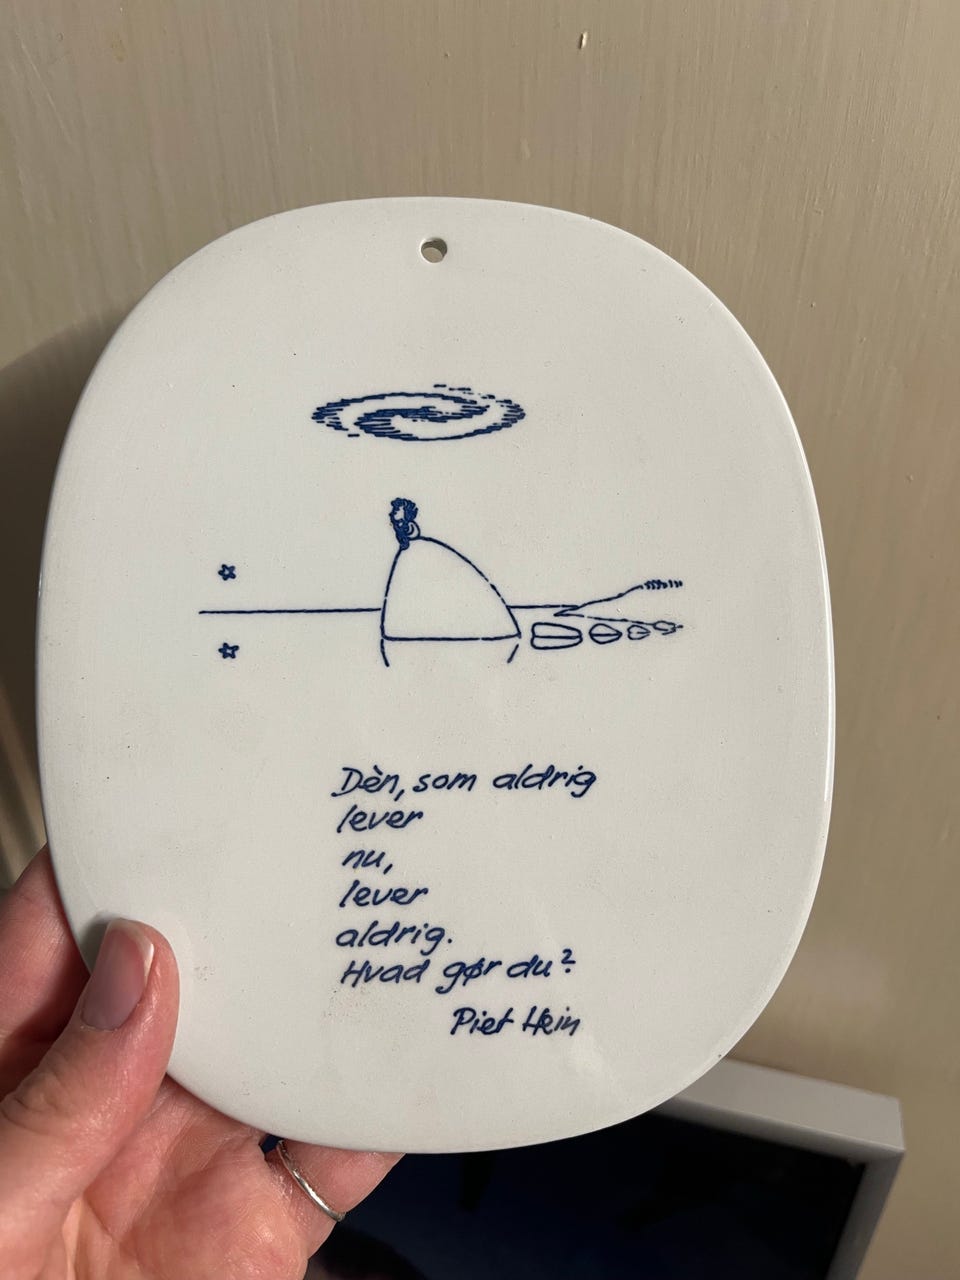 Dèn, som aldrig
lever
nu,
lever
aldrig.
Hvad gør du?
Piet Hein